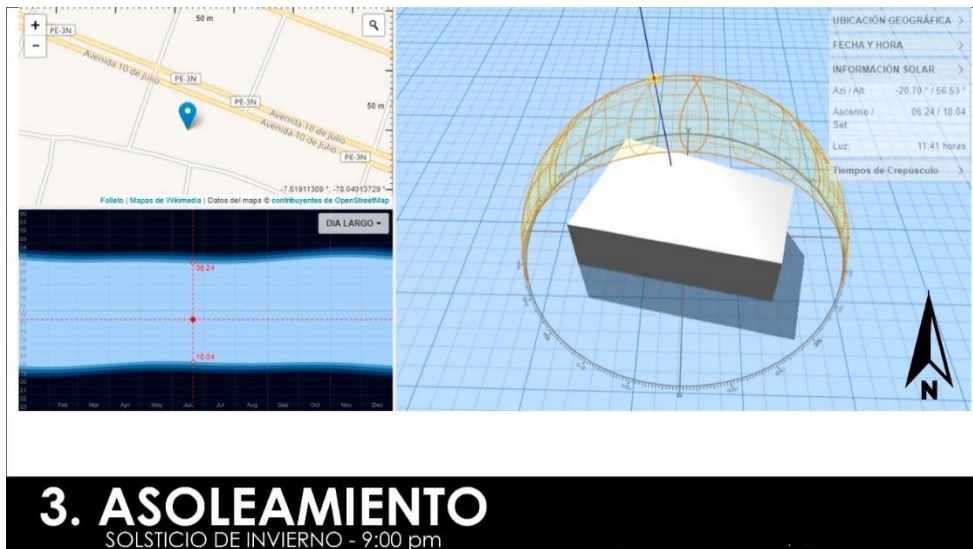 50 m
PE-3N
Avenida 10 de Julio
PE-3N
PE-3N
Avenida 10 de Julio
Avenida 10 de Julio
50 m
PE-3N
-7.81911389 °, -78.04013729 °
Folleto | Mapas de Wikimedia | Datos del mapa © contribuyentes de OpenStreetMap
DIA LARGO
06:24
18:04
Feb Mar Apr May Jun Jul Aug Sep Oct Nov Dec
UBICACIÓN GEOGRÁFICA >
FECHA Y HORA >
INFORMACIÓN SOLAR >
Azi / Alt: -20.70 ° / 56.53 °
Ascenso / Set: 06:24 / 18:04
Luz: 11:41 horas
Tiempos de Crepúsculo >
N
3. ASOLEAMIENTO
SOLSTICIO DE INVIERNO - 9:00 pm